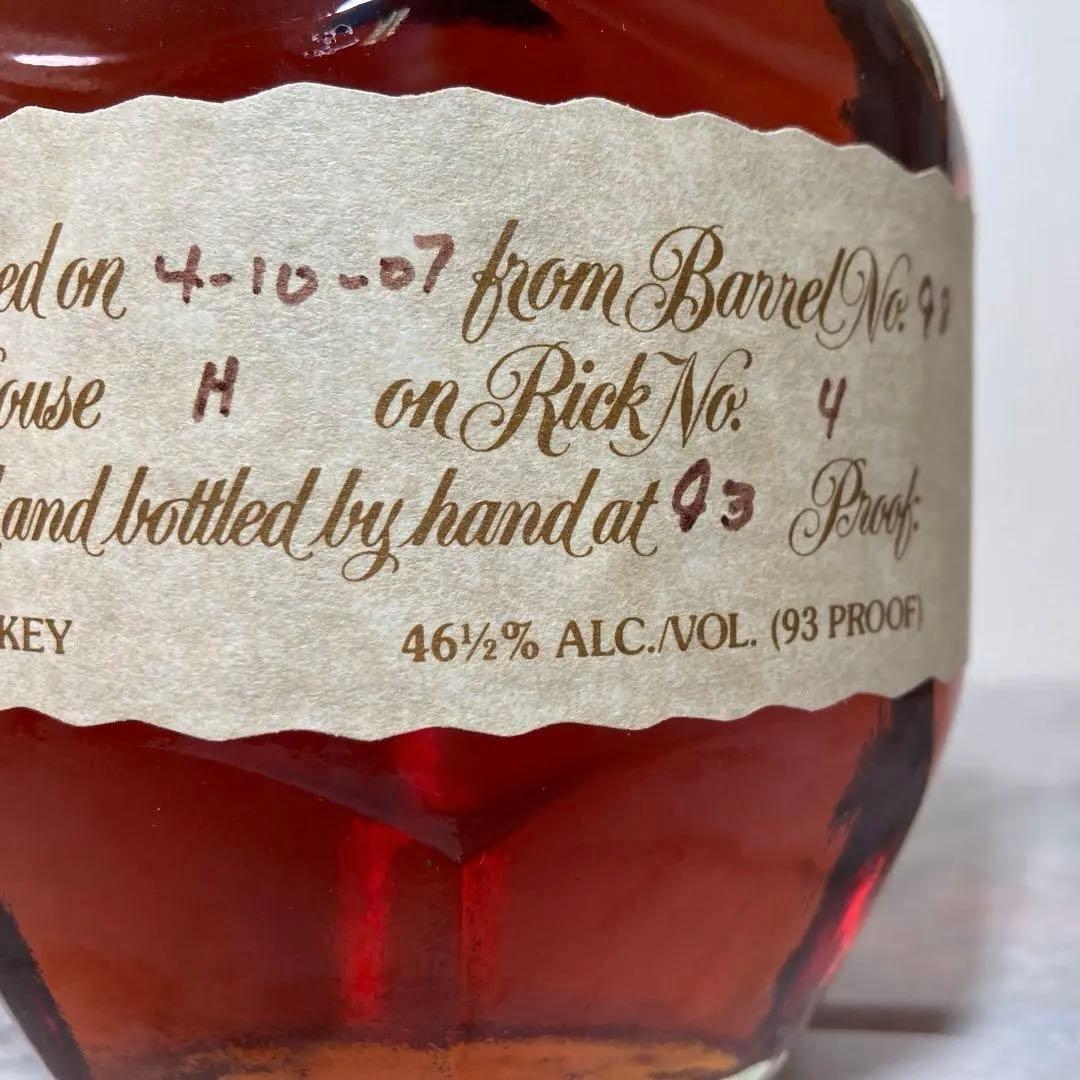 ed on 4-10-07 from Barrel No. 98
ouse H on Rick No. 4
and bottled by hand at 93 Proof.
KEY 46½% ALC./VOL. (93 PROOF)